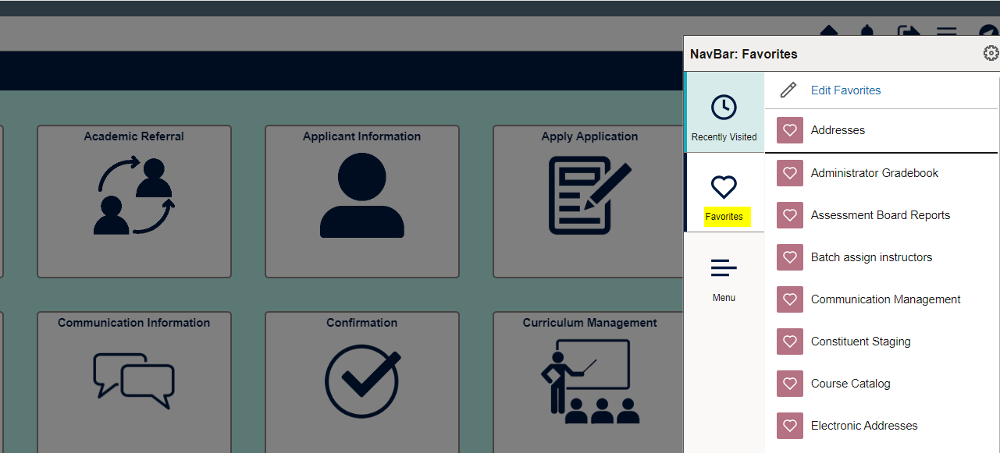 NavBar: Favorites
Recently Visited
Favorites
Menu
Edit Favorites
Addresses
Administrator Gradebook
Assessment Board Reports
Batch assign instructors
Communication Management
Constituent Staging
Course Catalog
Electronic Addresses
Academic Referral
Applicant Information
Apply Application
Communication Information
Confirmation
Curriculum Management